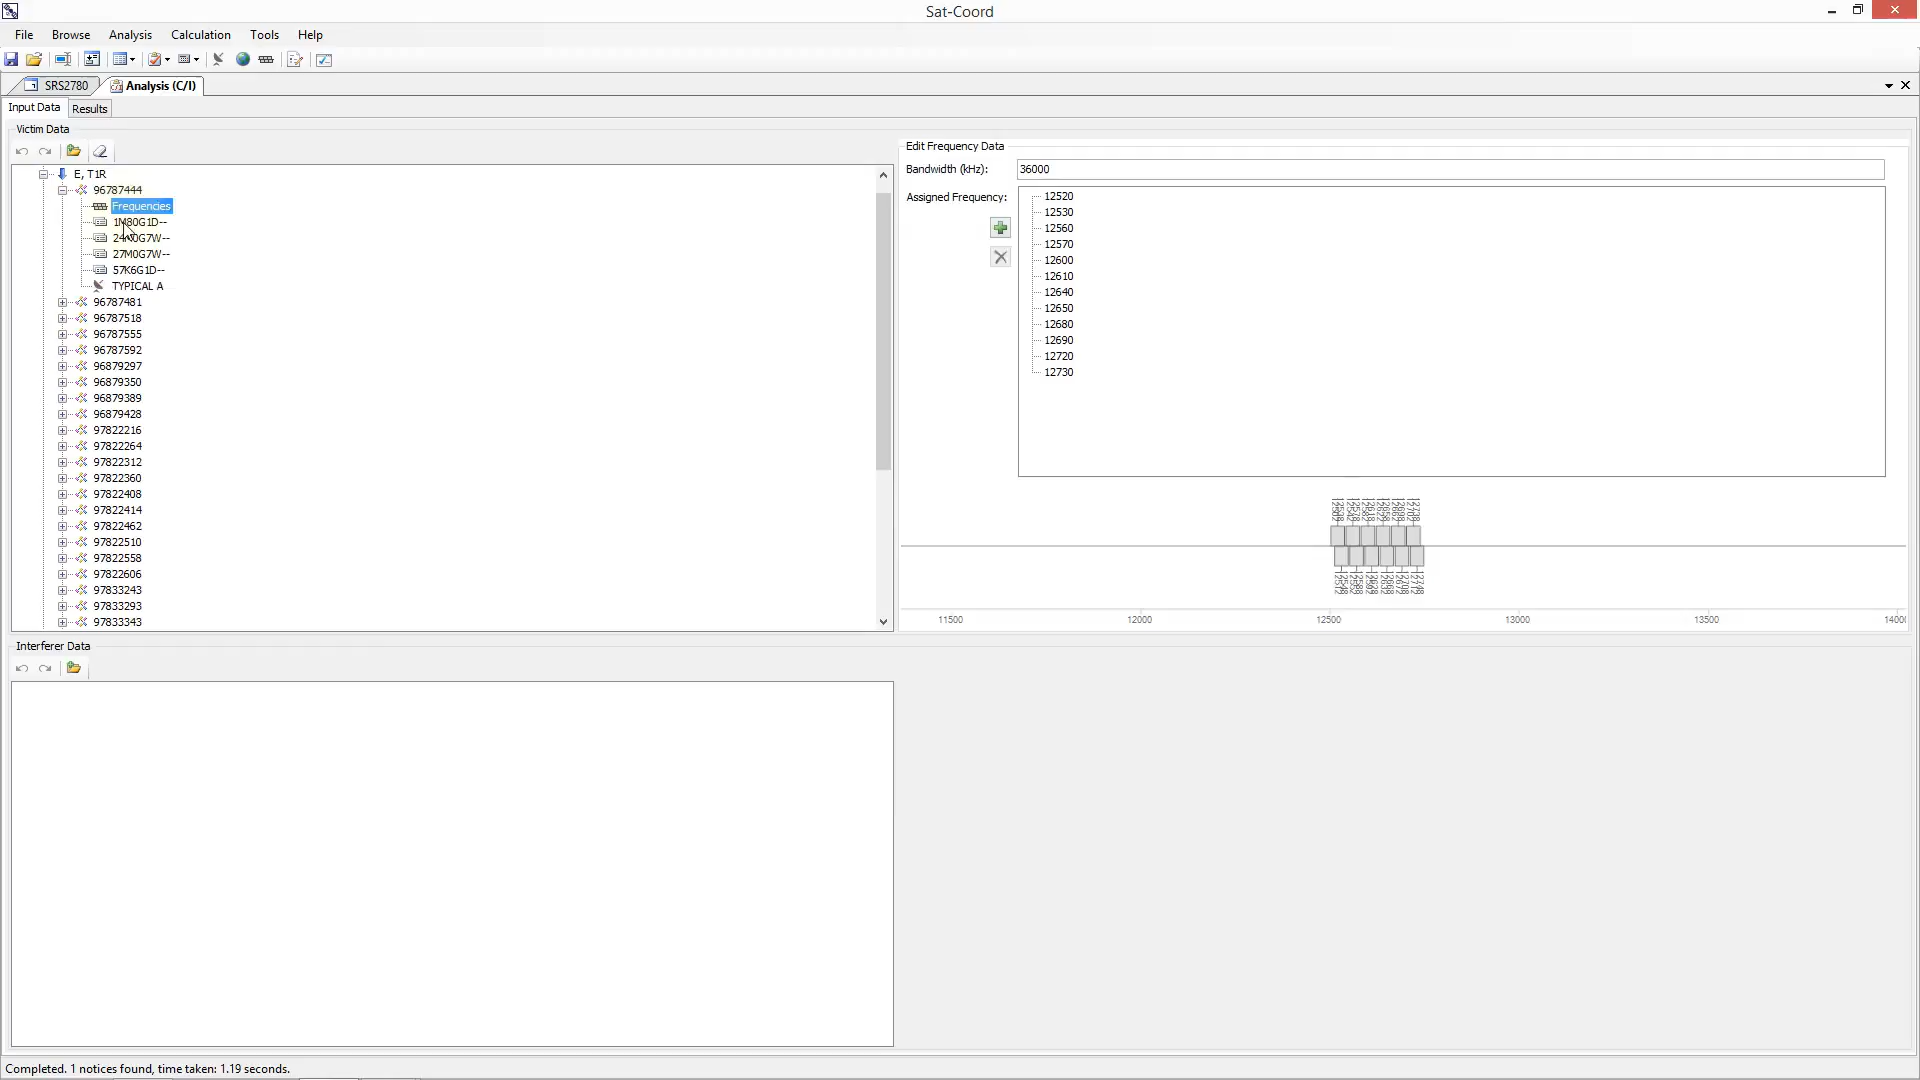 Sat-Coord
File Browse Analysis Calculation Tools Help
SRS2780 Analysis (C/I)
Input Data Results
Victim Data
E, T1R
96787444
Frequencies
1M80G1D--
27M0G7W--
57K6G1D--
TYPICAL A
96787481
96787518
96787555
96787592
96879297
96879350
96879389
96879428
97822216
97822264
97822312
97822360
97822408
97822414
97822462
97822510
97822558
97822606
97833243
97833293
97833343
Edit Frequency Data
Bandwidth (kHz): 36000
Assigned Frequency:
12520
12530
12560
12570
12600
12610
12640
12650
12680
12690
12720
12730
11500 12000 12500 13000 13500
Interferer Data
Completed. 1 notices found, time taken: 1.19 seconds.